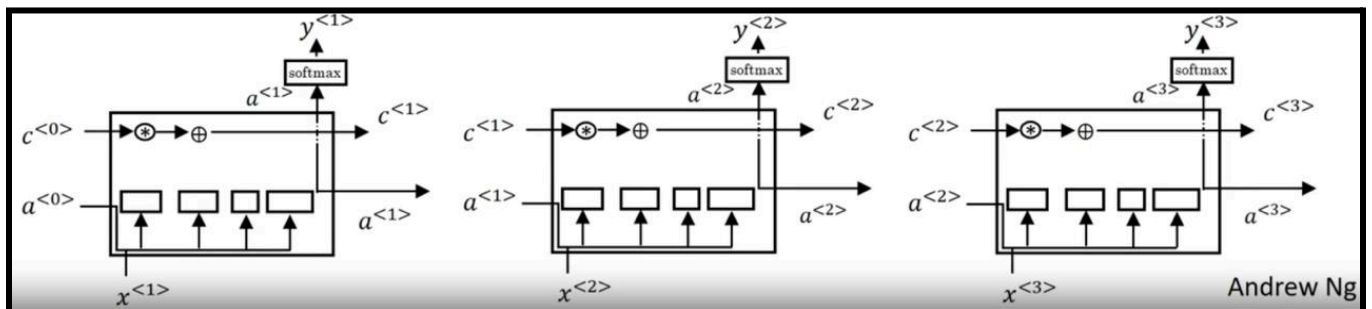 y<1> y<2> y<3>
softmax softmax softmax
a<1> a<2> a<3>
c<0> c<1> c<1> c<2> c<2> c<3>
a<0> a<1> a<1> a<2> a<2> a<3>
x<1> x<2> x<3>
Andrew Ng